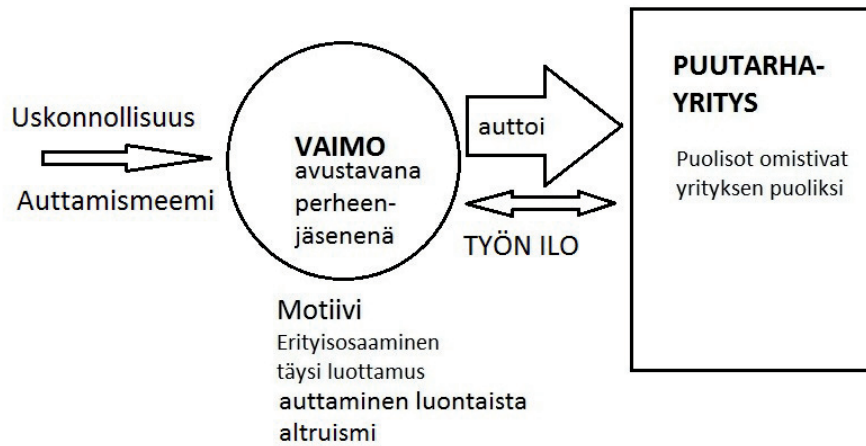 Uskonnollisuus
Auttamismeemi
VAIMO
avustavana
perheen-
jäsenenä
Motiivi
Erityisosaaminen
täysi luottamus
auttaminen luontaista
altruismi
auttoi
TYÖN ILO
PUUTARHA-
YRITYS
Puolisot omistivat
yrityksen puoliksi